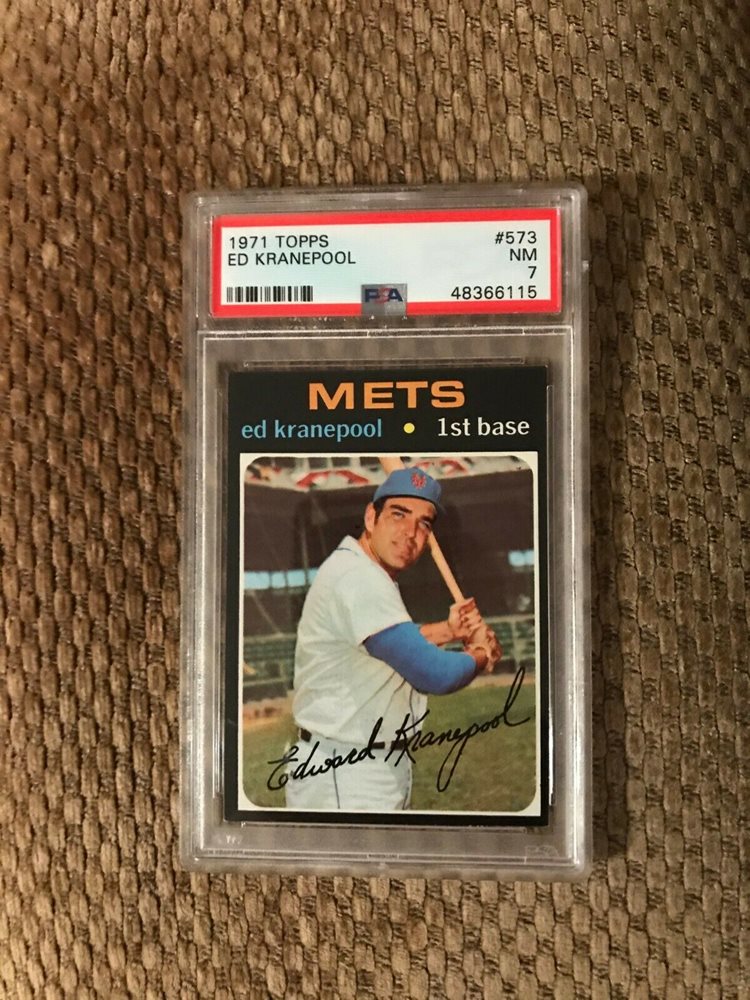 1971 TOPPS #573
ED KRANEPOOL NM
7
PSA 48366115
METS
ed kranepool • 1st base
Edward Kranepool